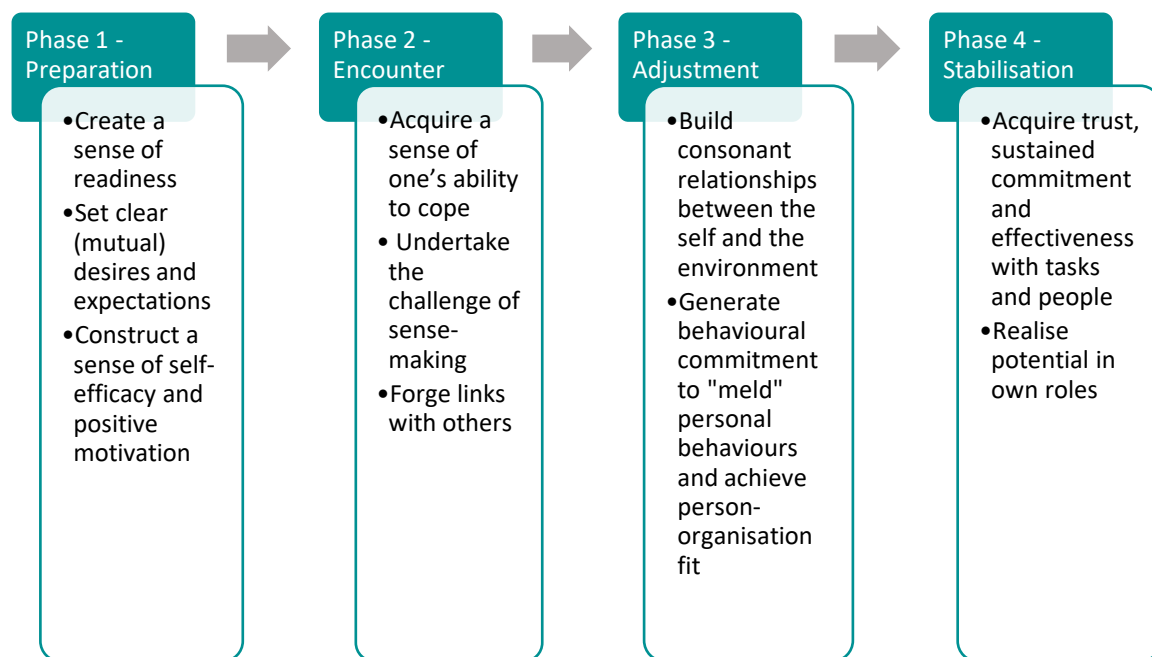 Phase 1 -
Preparation
•Create a
sense of
readiness
•Set clear
(mutual)
desires and
expectations
•Construct a
sense of self-
efficacy and
positive
motivation
Phase 2 -
Encounter
•Acquire a
sense of
one’s ability
to cope
• Undertake
the
challenge of
sense-
making
•Forge links
with others
Phase 3 -
Adjustment
•Build
consonant
relationships
between the
self and the
environment
•Generate
behavioural
commitment
to "meld"
personal
behaviours
and achieve
person-
organisation
fit
Phase 4 -
Stabilisation
•Acquire trust,
sustained
commitment
and
effectiveness
with tasks
and people
•Realise
potential in
own roles